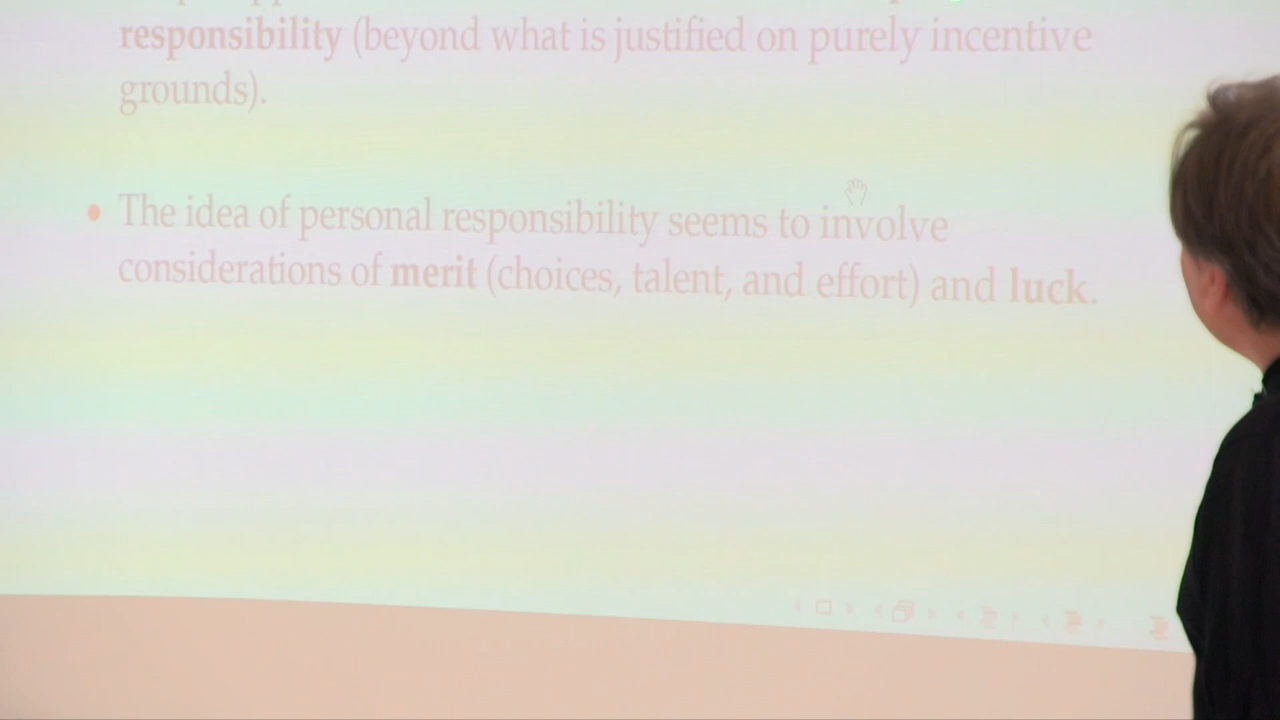 responsibility (beyond what is justified on purely incentive
grounds).
• The idea of personal responsibility seems to involve
considerations of merit (choices, talent, and effort) and luck.